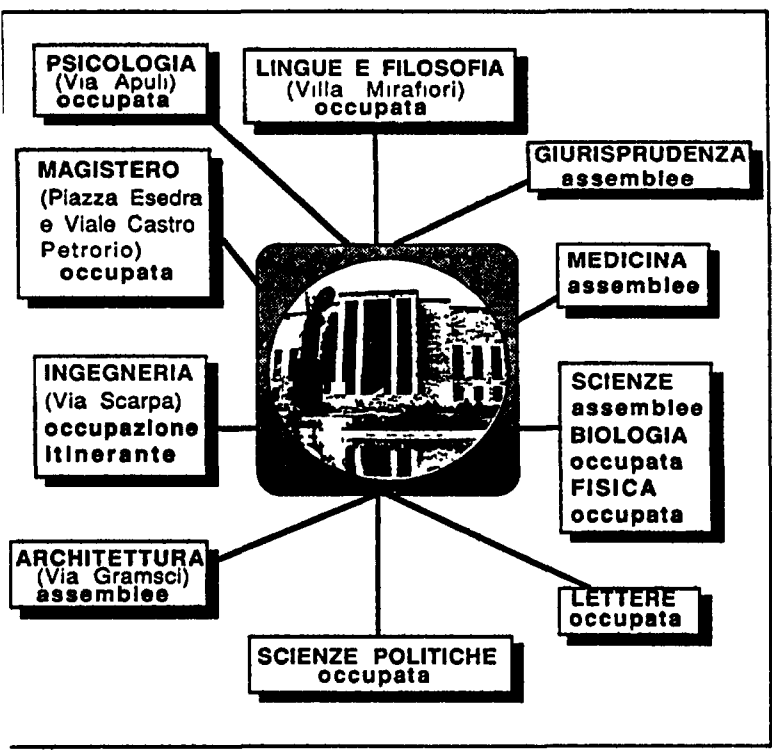 PSICOLOGIA
(Via Apuli)
occupata
LINGUE E FILOSOFIA
(Villa Mirafiori)
occupata
GIURISPRUDENZA
assemblee
MAGISTERO
(Piazza Esedra
e Viale Castro
Petrorio)
occupata
MEDICINA
assemblee
INGEGNERIA
(Via Scarpa)
occupazione
itinerante
SCIENZE
assemblee
BIOLOGIA
occupata
FISICA
occupata
ARCHITETTURA
(Via Gramsci)
assemblee
LETTERE
occupata
SCIENZE POLITICHE
occupata